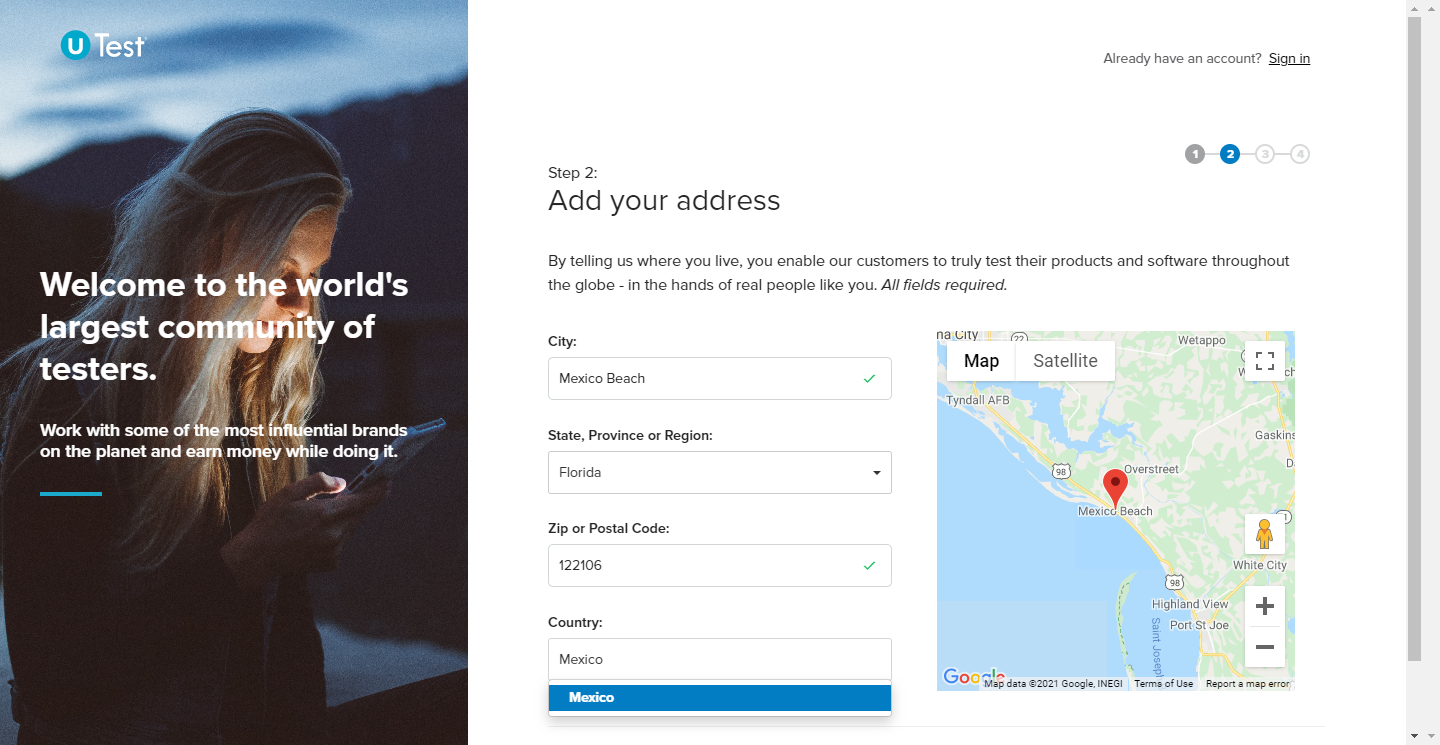 U Test
Already have an account? Sign in
1 2 3 4
Step 2:
Add your address
By telling us where you live, you enable our customers to truly test their products and software throughout
the globe - in the hands of real people like you. All fields required.
Welcome to the world's
largest community of
testers.
Work with some of the most influential brands
on the planet and earn money while doing it.
City:
Mexico Beach
State, Province or Region:
Florida
Zip or Postal Code:
122106
Country:
Mexico
Mexico
na City
22
Wetappo
Map Satellite
Tyndall AFB
Gaskins
98
Overstreet
Mexico Beach
White City
98
Highland View
Port St Joe
Saint Joseph
Google
Map data ©2021 Google, INEGI Terms of Use Report a map error